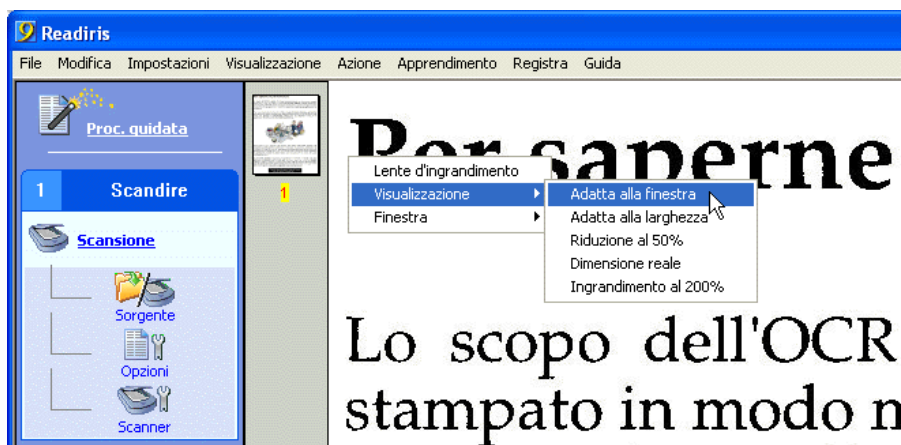 Readiris
File Modifica Impostazioni Visualizzazione Azione Apprendimento Registra Guida
Proc. guidata
1 Scandire
Scansione
Sorgente
Opzioni
Scanner
1
Per saperne
Lente d'ingrandimento
Visualizzazione
Finestra
Adatta alla finestra
Adatta alla larghezza
Riduzione al 50%
Dimensione reale
Ingrandimento al 200%
Lo scopo dell'OCR
stampato in modo n